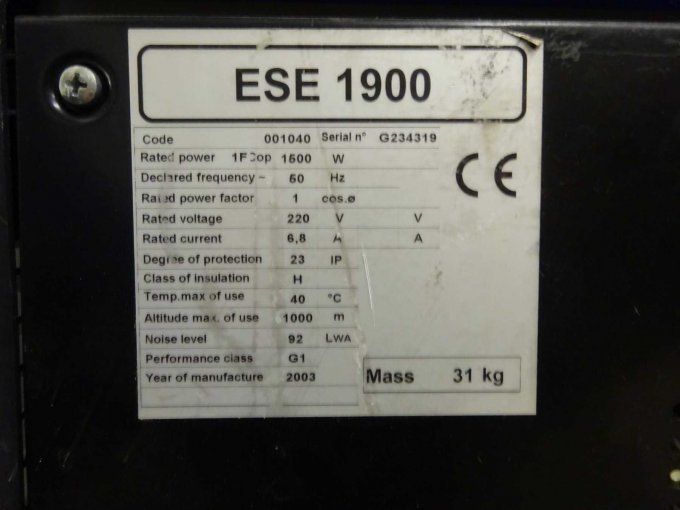 ESE 1900
Code 001040 Serial n° G234319
Rated power 1500 W
Declared frequency ~ 50 Hz
Rated power factor 1 cos.ø
Rated voltage 220 V V
Rated current 6,8 A A
Degree of protection 23 IP
Class of insulation H
Temp.max of use 40 °C
Altitude max. of use 1000 m
Noise level 92 LWA
Performance class G1
Year of manufacture 2003
CE
Mass 31 kg